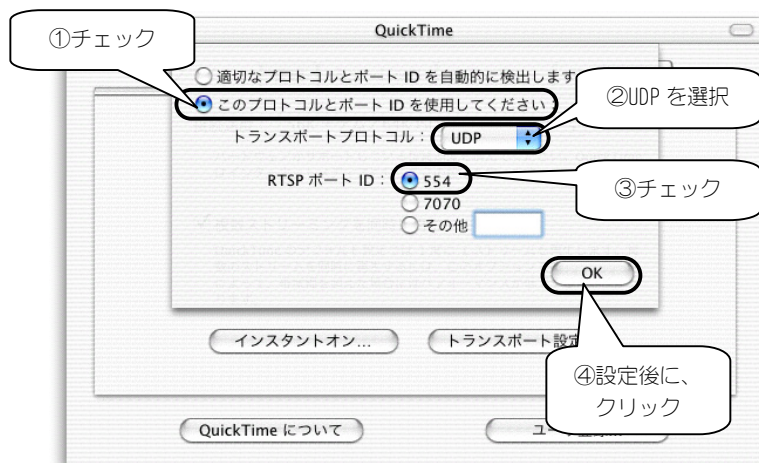 QuickTime
①チェック
適切なプロトコルとポート ID を自動的に検出します
このプロトコルとポート ID を使用してください：
②UDP を選択
トランスポートプロトコル： UDP
RTSP ポート ID： 554
③チェック
7070
その他
OK
インスタントオン...
トランスポート設定
④設定後に、
クリック
QuickTime について